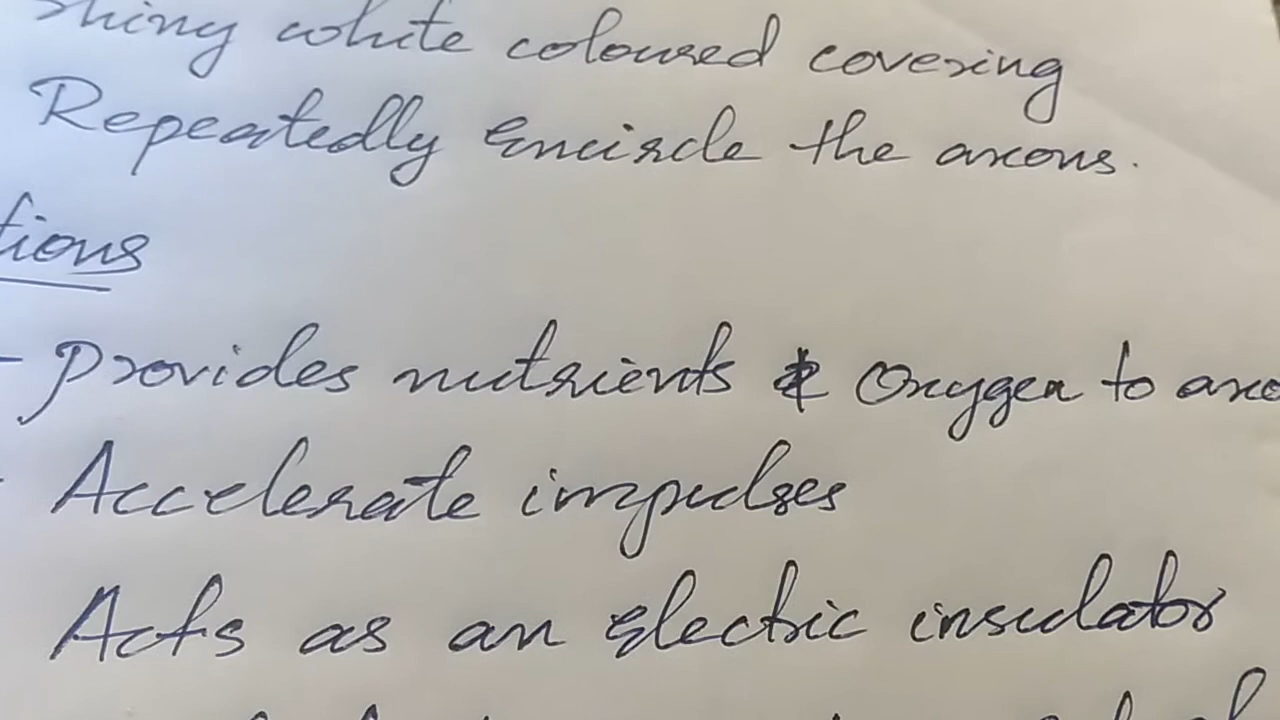 Shiny white coloured covering
Repeatedly Encircle the axons.
tions
- Provides nutrients & Oxygen to axo
- Accelerate impulses
Acts as an Electric insulator